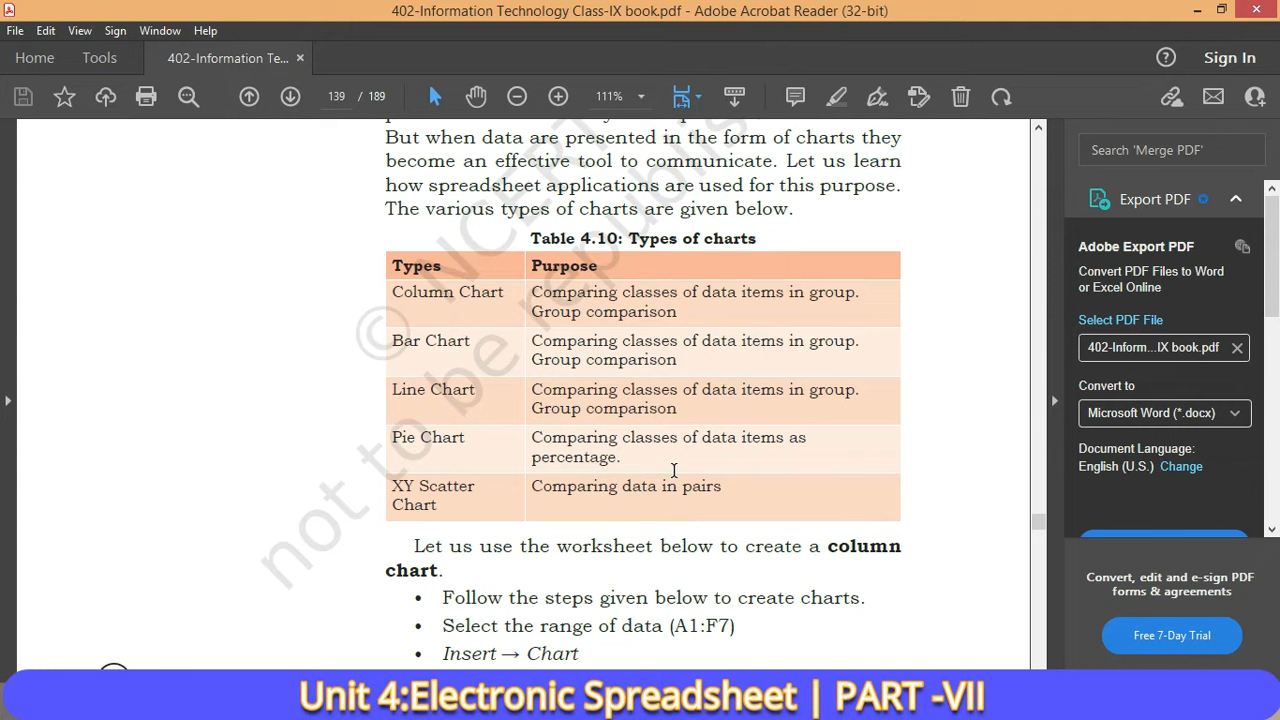 402-Information Technology Class-IX book.pdf - Adobe Acrobat Reader (32-bit)
File Edit View Sign Window Help
Home Tools 402-Information Te... × Sign In
139 / 189 111%
But when data are presented in the form of charts they
become an effective tool to communicate. Let us learn
how spreadsheet applications are used for this purpose.
The various types of charts are given below.
Table 4.10: Types of charts
Types Purpose
Column Chart Comparing classes of data items in group.
Group comparison
Bar Chart Comparing classes of data items in group.
Group comparison
Line Chart Comparing classes of data items in group.
Group comparison
Pie Chart Comparing classes of data items as
percentage.
XY Scatter Comparing data in pairs
Chart
Let us use the worksheet below to create a column
chart.
• Follow the steps given below to create charts.
• Select the range of data (A1:F7)
• Insert → Chart
© NCERT
not to be republis
Search 'Merge PDF'
Export PDF
Adobe Export PDF
Convert PDF Files to Word
or Excel Online
Select PDF File
402-Inform...IX book.pdf
Convert to
Microsoft Word (*.docx)
Document Language:
English (U.S.) Change
Convert, edit and e-sign PDF
forms & agreements
Free 7-Day Trial
Unit 4:Electronic Spreadsheet | PART -VII